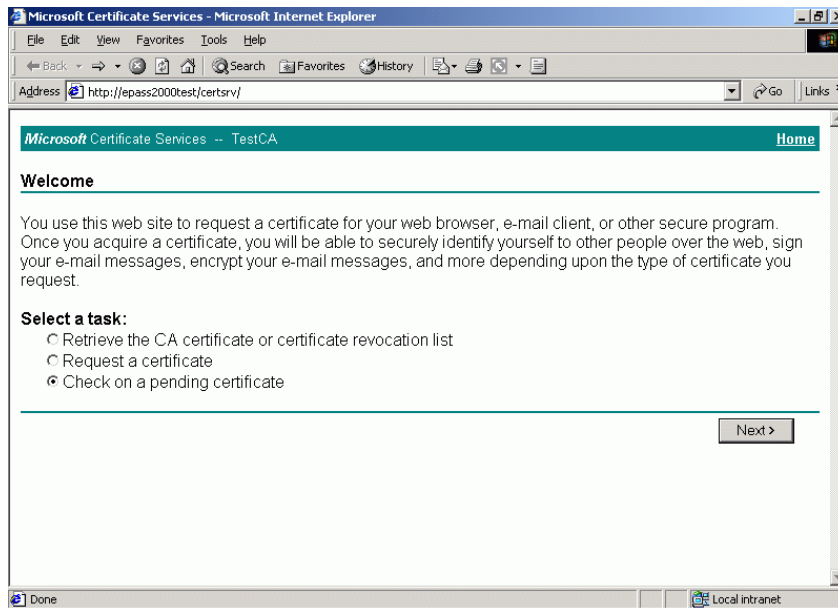 Microsoft Certificate Services - Microsoft Internet Explorer
File Edit View Favorites Tools Help
Back Search Favorites History
Address http://epass2000test/certsrv/ Go Links
Microsoft Certificate Services -- TestCA Home
Welcome
You use this web site to request a certificate for your web browser, e-mail client, or other secure program.
Once you acquire a certificate, you will be able to securely identify yourself to other people over the web, sign
your e-mail messages, encrypt your e-mail messages, and more depending upon the type of certificate you
request.
Select a task:
Retrieve the CA certificate or certificate revocation list
Request a certificate
Check on a pending certificate
Next >
Done Local intranet